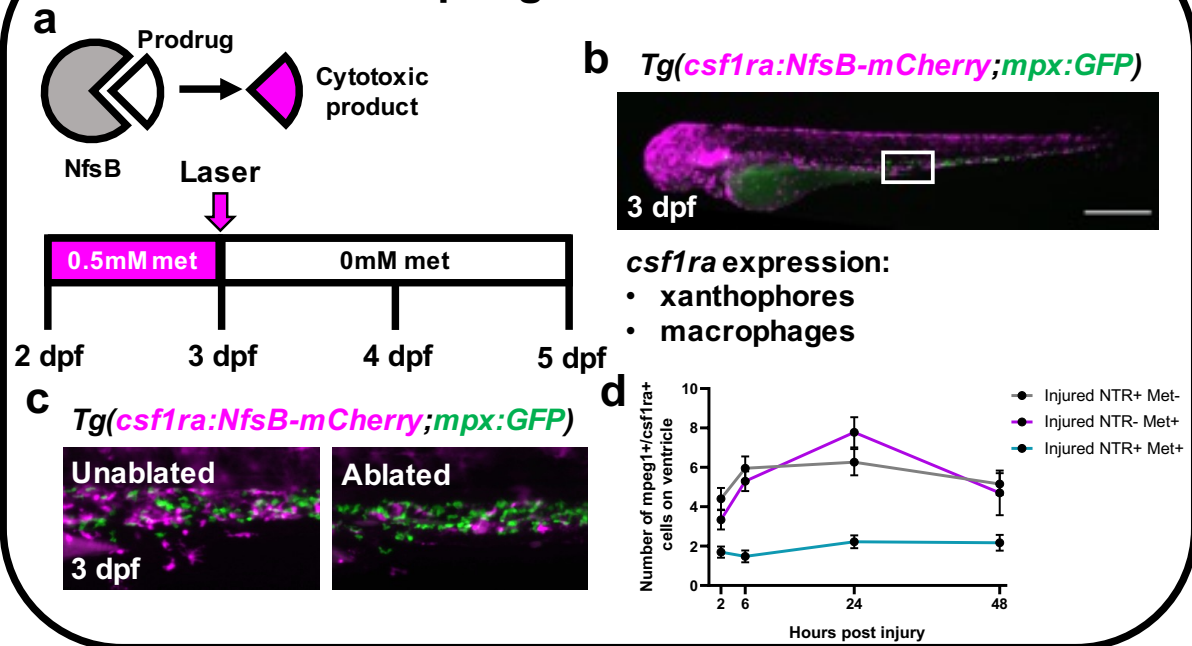 a
Prodrug
Cytotoxic
product
NfsB
Laser
0.5mM met
0mM met
2 dpf
3 dpf
4 dpf
5 dpf
b
Tg(csf1ra:NfsB-mCherry;mpx:GFP)
3 dpf
csf1ra expression:
• xanthophores
• macrophages
c
Tg(csf1ra:NfsB-mCherry;mpx:GFP)
Unablated
3 dpf
Ablated
d
Number of mpeg1+/csf1ra+
cells on ventricle
10
8
6
4
2
0
2 6 24 48
Hours post injury
Injured NTR+ Met-
Injured NTR- Met+
Injured NTR+ Met+